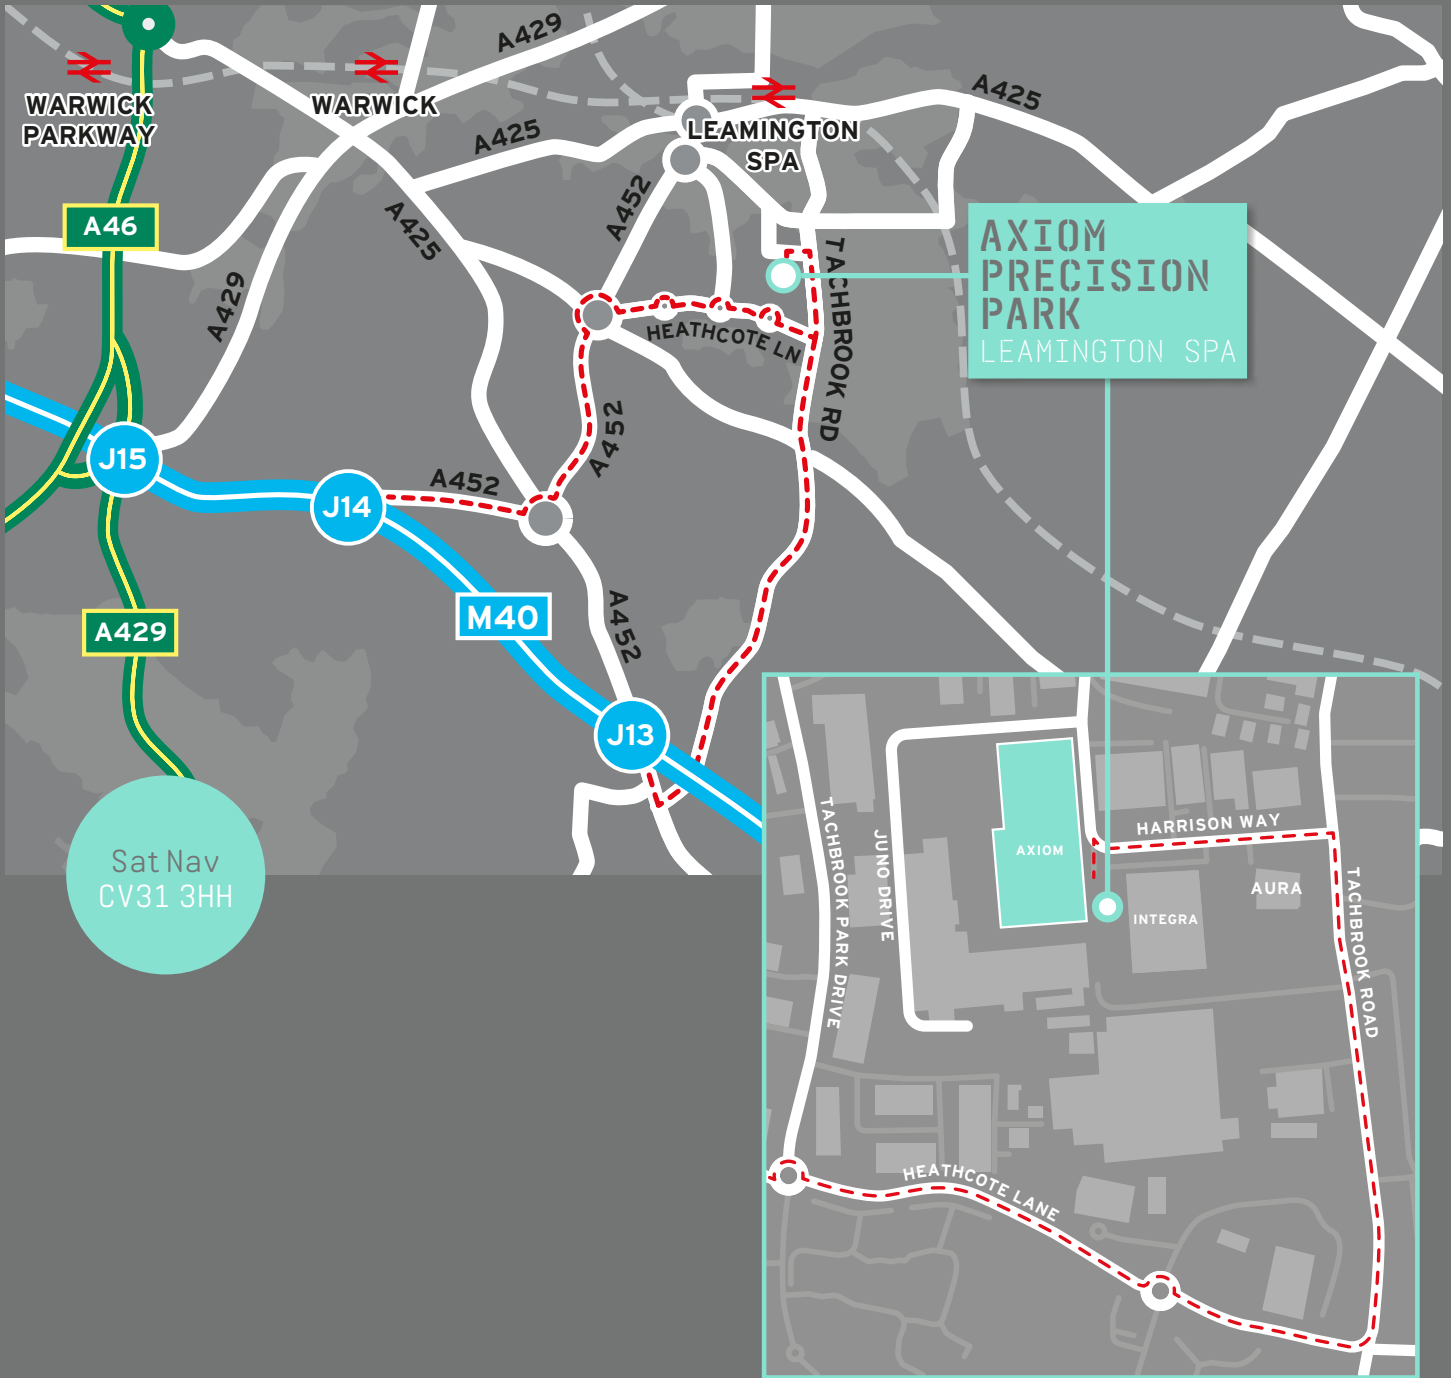 A429
WARWICK
PARKWAY
WARWICK
A425
A425
LEAMINGTON
SPA
A46
A452
A425
A429
TACHBROOK RD
AXIOM
PRECISION
PARK
LEAMINGTON SPA
HEATHCOTE LN
A452
J15
A452
J14
M40
A429
A452
J13
Sat Nav
CV31 3HH
TACHBROOK PARK DRIVE
JUNO DRIVE
AXIOM
HARRISON WAY
AURA
INTEGRA
TACHBROOK ROAD
HEATHCOTE LANE